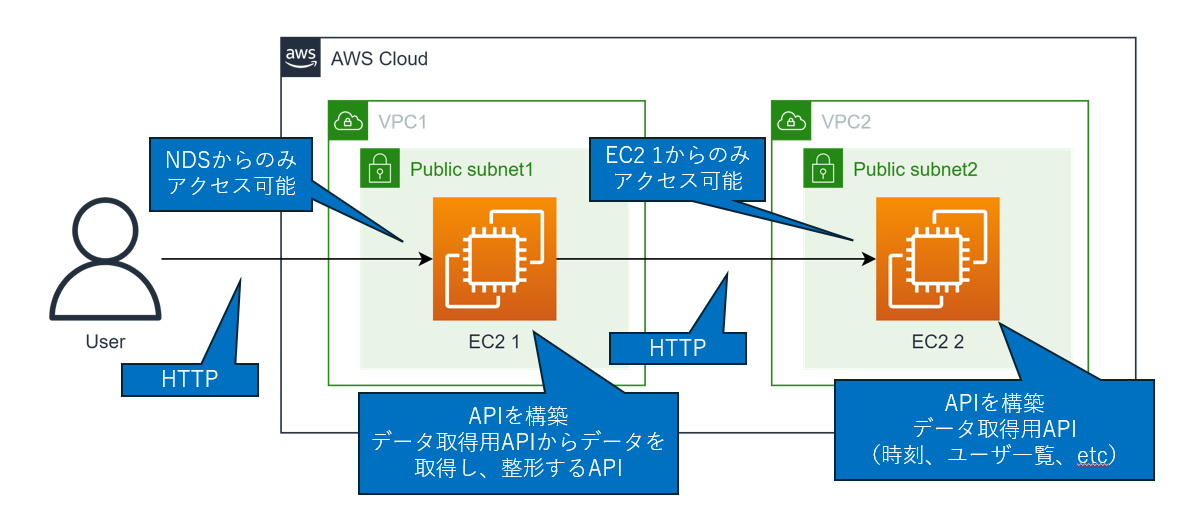 aws
AWS Cloud
VPC1
VPC2
NDSからのみ
アクセス可能
EC2 1からのみ
アクセス可能
Public subnet1
Public subnet2
User
EC2 1
EC2 2
HTTP
HTTP
APIを構築
データ取得用APIからデータを
取得し、整形するAPI
APIを構築
データ取得用API
（時刻、ユーザ一覧、etc）